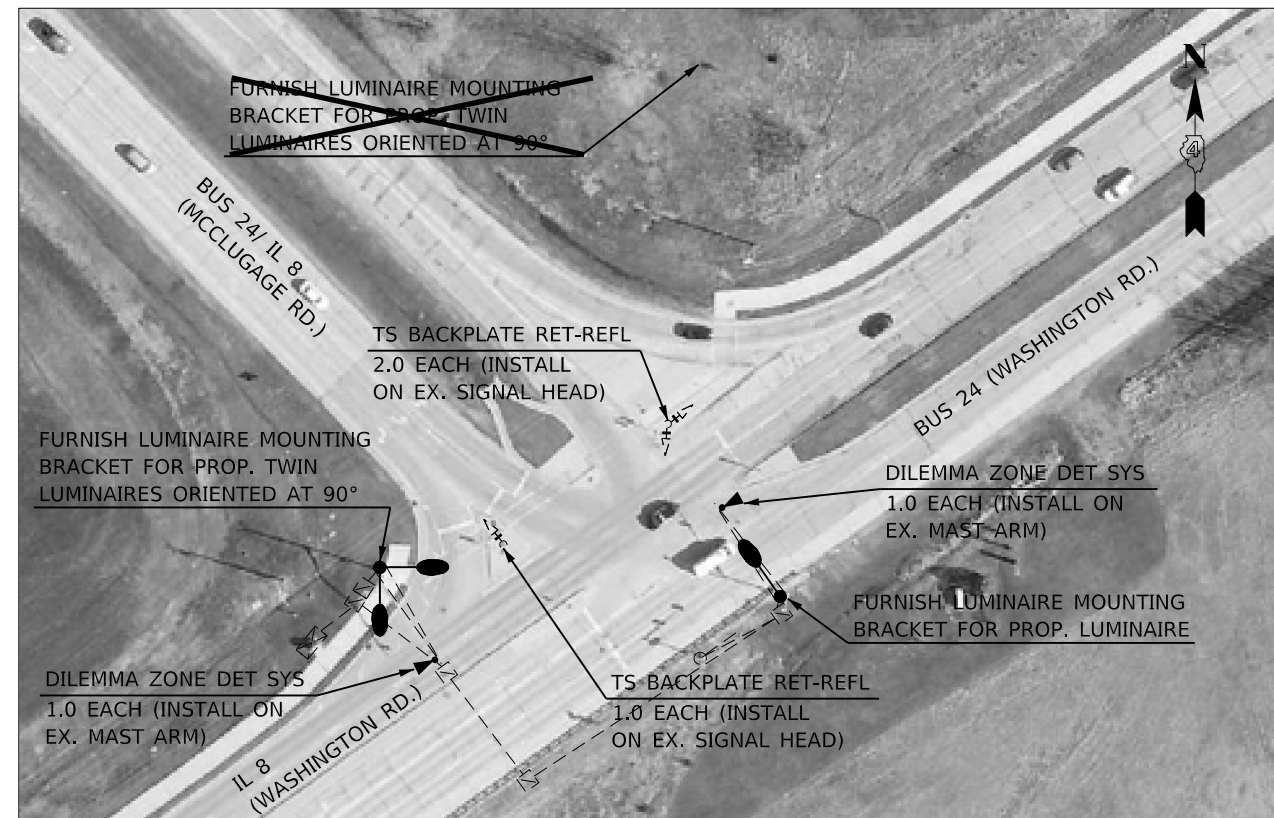 FURNISH LUMINAIRE MOUNTING
BRACKET FOR PROP. TWIN
LUMINAIRES ORIENTED AT 90°
N
4
BUS 24/ IL 8
(MCCLUGAGE RD.)
TS BACKPLATE RET-REFL
2.0 EACH (INSTALL
ON EX. SIGNAL HEAD)
BUS 24 (WASHINGTON RD.)
FURNISH LUMINAIRE MOUNTING
BRACKET FOR PROP. TWIN
LUMINAIRES ORIENTED AT 90°
DILEMMA ZONE DET SYS
1.0 EACH (INSTALL ON
EX. MAST ARM)
FURNISH LUMINAIRE MOUNTING
BRACKET FOR PROP. LUMINAIRE
DILEMMA ZONE DET SYS
1.0 EACH (INSTALL ON
EX. MAST ARM)
TS BACKPLATE RET-REFL
1.0 EACH (INSTALL
ON EX. SIGNAL HEAD)
IL 8
(WASHINGTON RD.)